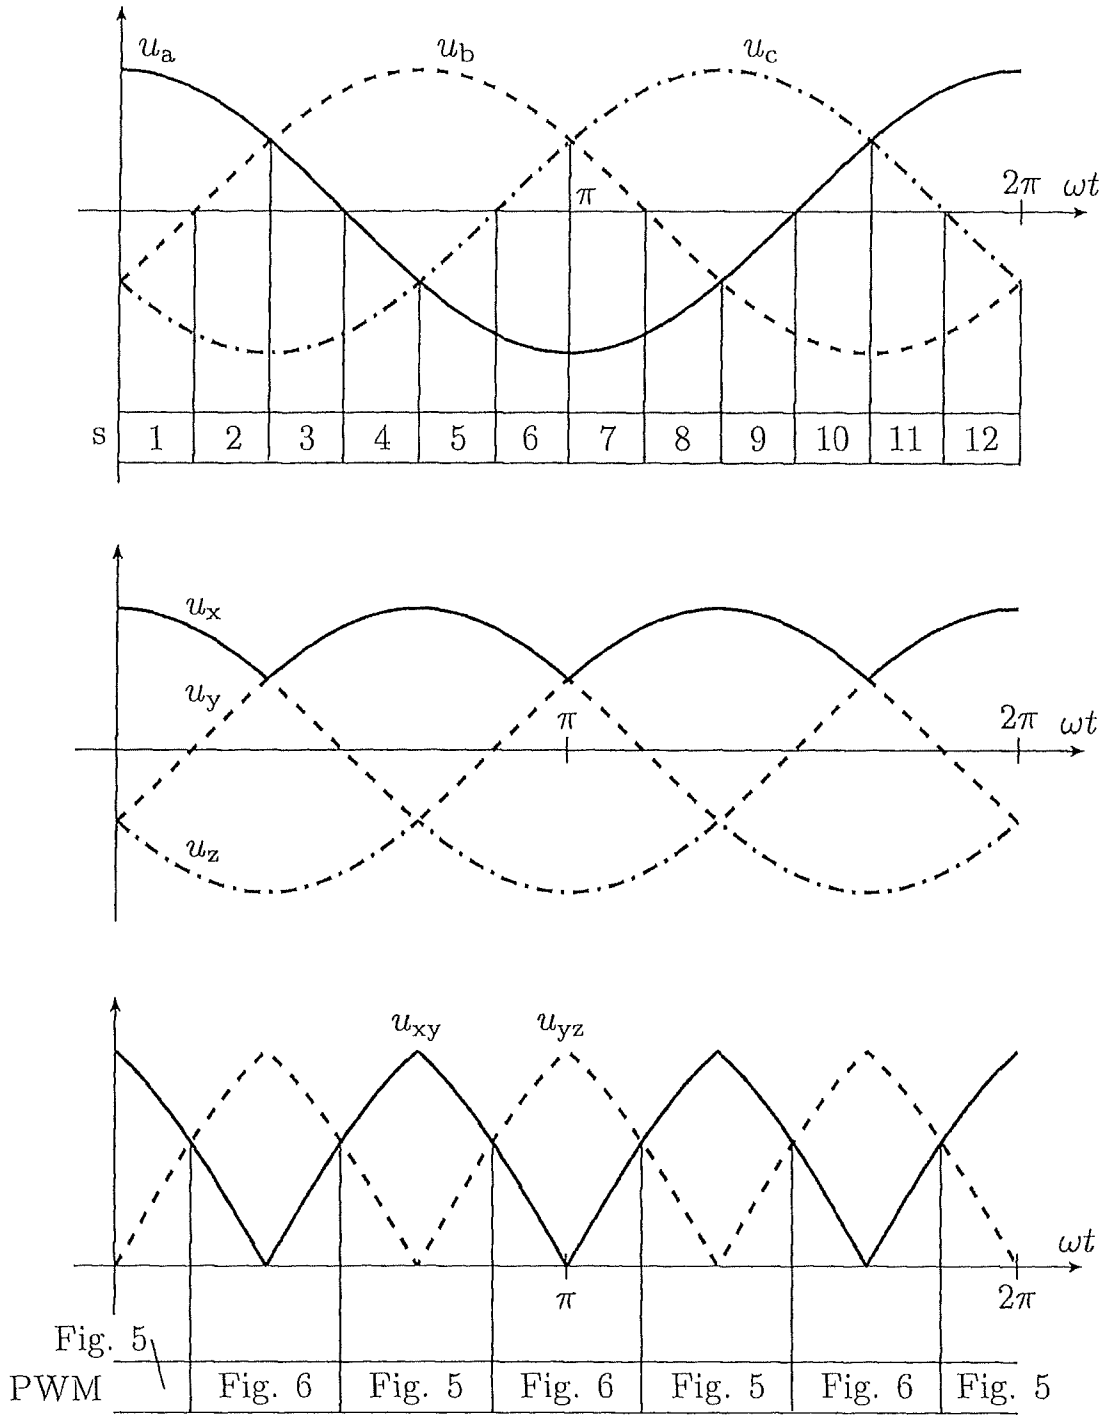 u_a u_b u_c
π 2π ωt
s 1 2 3 4 5 6 7 8 9 10 11 12
u_x
u_y π 2π ωt
u_z
u_xy u_yz
ωt
π 2π
Fig. 5
PWM Fig. 6 Fig. 5 Fig. 6 Fig. 5 Fig. 6 Fig. 5